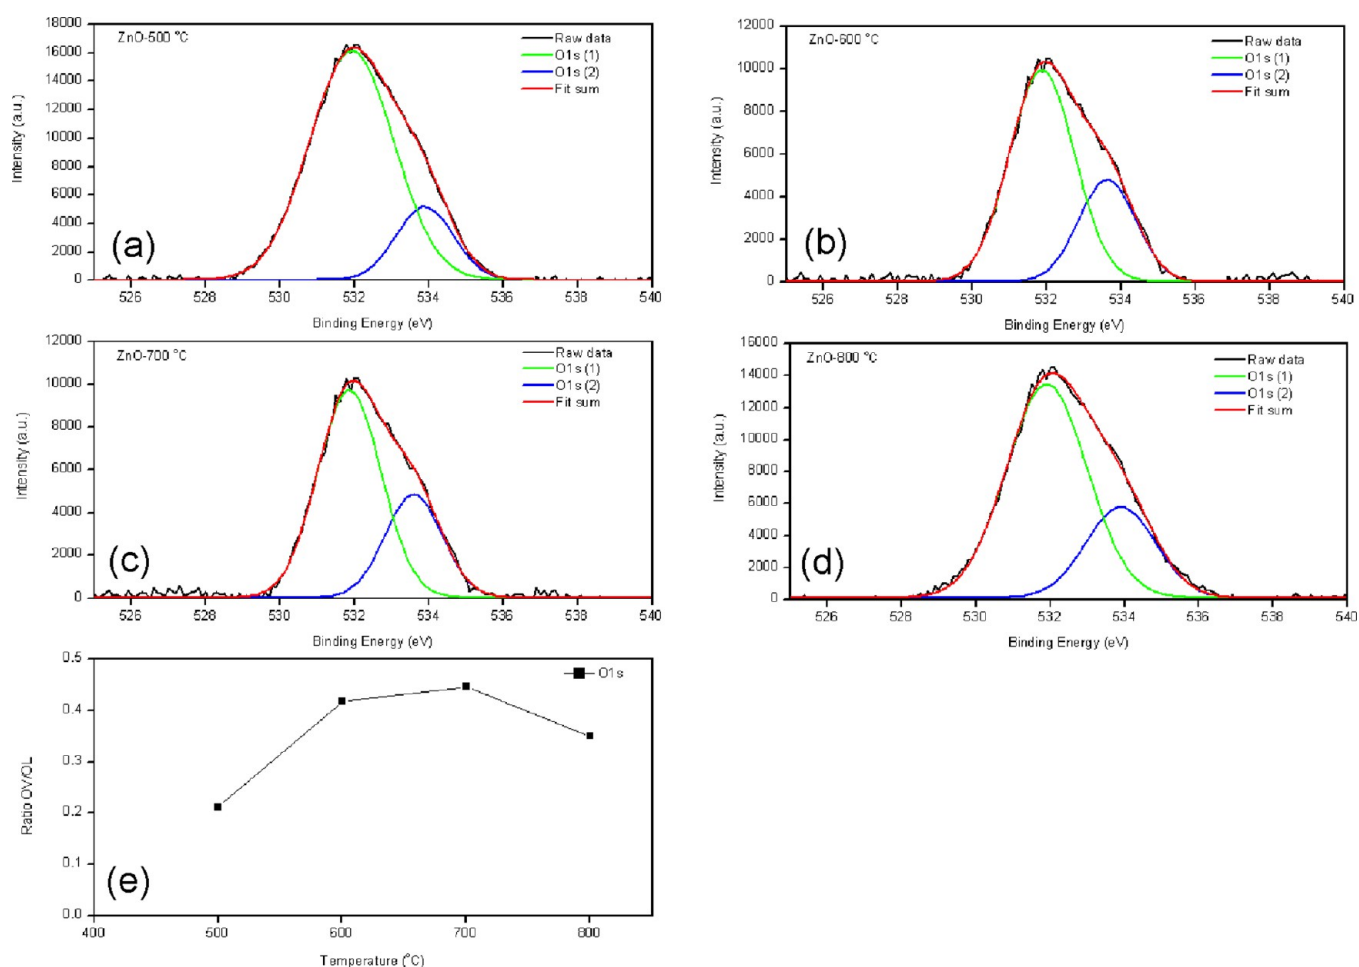 18000
16000
14000
12000
10000
8000
6000
4000
2000
0
Intensity (a.u.)
ZnO-500 °C
Raw data
O1s (1)
O1s (2)
Fit sum
(a)
526 528 530 532 534 536 538 540
Binding Energy (eV)
12000
10000
8000
6000
4000
2000
0
Intensity (a.u.)
ZnO-600 °C
Raw data
O1s (1)
O1s (2)
Fit sum
(b)
526 528 530 532 534 536 538 540
Binding Energy (eV)
12000
10000
8000
6000
4000
2000
0
Intensity (a.u.)
ZnO-700 °C
Raw data
O1s (1)
O1s (2)
Fit sum
(c)
526 528 530 532 534 536 538 540
Binding Energy (eV)
16000
14000
12000
10000
8000
6000
4000
2000
0
Intensity (a.u.)
ZnO-800 °C
Raw data
O1s (1)
O1s (2)
Fit sum
(d)
526 528 530 532 534 536 538 540
Binding Energy (eV)
0.5
0.4
0.3
0.2
0.1
0.0
Ratio OV/OL
O1s
(e)
400 500 600 700 800
Temperature (°C)